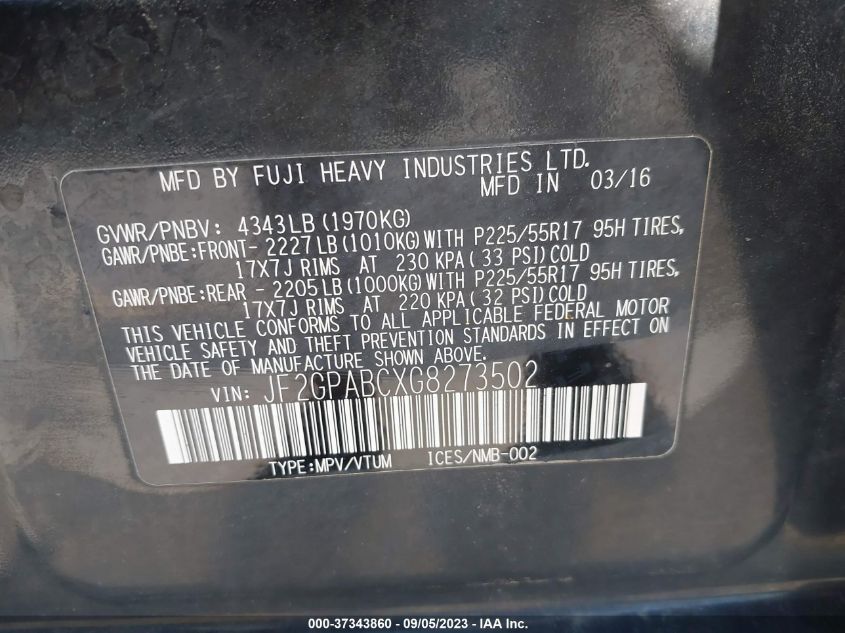 MFD BY FUJI HEAVY INDUSTRIES LTD.
MFD IN 03/16
GVWR/PNBV: 4343LB(1970KG)
GAWR/PNBE:FRONT- 2227LB(1010KG)WITH P225/55R17 95H TIRES,
17X7J RIMS AT 230 KPA(33 PSI)COLD
GAWR/PNBE:REAR - 2205LB(1000KG)WITH P225/55R17 95H TIRES,
17X7J RIMS AT 220 KPA(32 PSI)COLD
THIS VEHICLE CONFORMS TO ALL APPLICABLE FEDERAL MOTOR
VEHICLE SAFETY AND THEFT PREVENTION STANDARDS IN EFFECT ON
THE DATE OF MANUFACTURE SHOWN ABOVE.
VIN: JF2GPABCXG8273502
TYPE:MPV/VTUM ICES/NMB-002
000-37343860 - 09/05/2023 - IAA Inc.